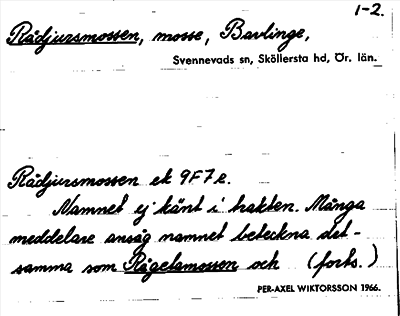 1-2.
Rådjursmossen, mosse, Bavlinge,
Svennevads sn, Sköllersta hd, Ör. län.
Rådjursmossen ek 9F7e.
Namnet ej känt i trakten. Många
meddelare ansåg namnet beteckna det-
samma som Rågetamossen och (forts.)
PER-AXEL WIKTORSSON 1966.